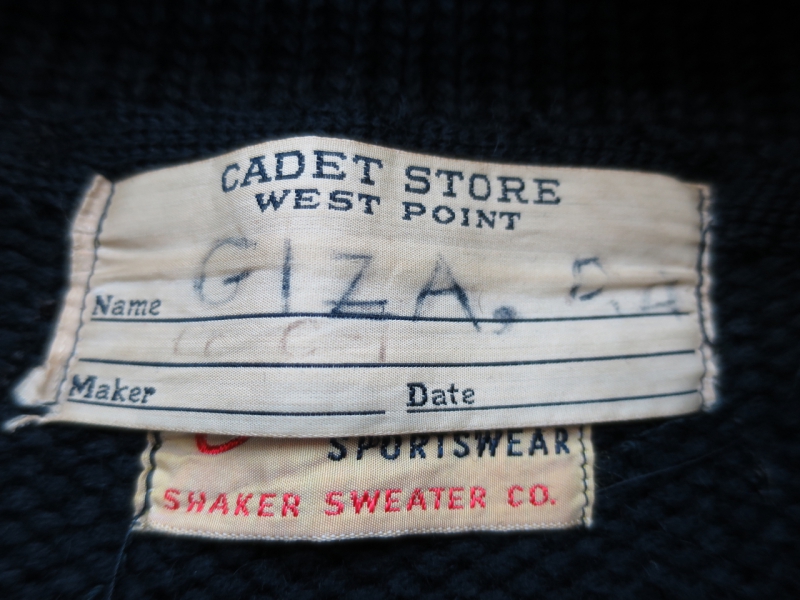 CADET STORE
WEST POINT
Name GIZA, D.
Maker Date
SPORTSWEAR
SHAKER SWEATER CO.